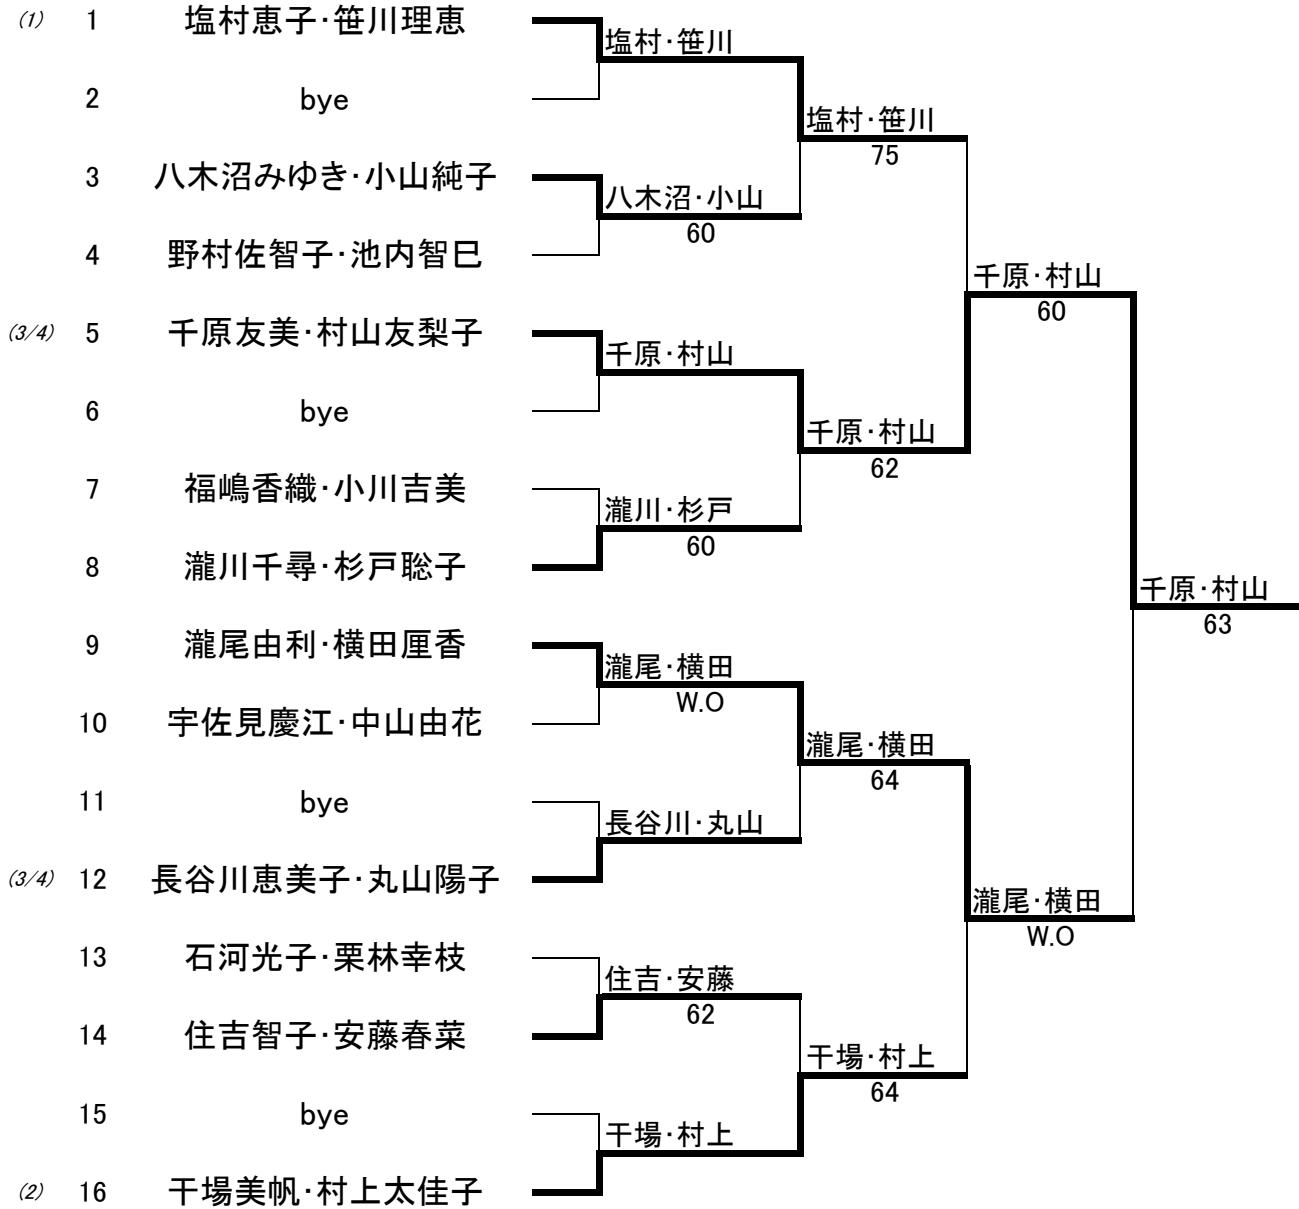 (1) 1 塩村恵子・笹川理恵
塩村・笹川
2 bye
塩村・笹川
75
3 八木沼みゆき・小山純子
八木沼・小山
60
4 野村佐智子・池内智巳
千原・村山
60
(3/4) 5 千原友美・村山友梨子
千原・村山
6 bye
千原・村山
62
7 福嶋香織・小川吉美
瀧川・杉戸
60
8 瀧川千尋・杉戸聡子
千原・村山
63
9 瀧尾由利・横田厘香
瀧尾・横田
W.O
10 宇佐見慶江・中山由花
瀧尾・横田
64
11 bye
長谷川・丸山
(3/4) 12 長谷川恵美子・丸山陽子
瀧尾・横田
W.O
13 石河光子・栗林幸枝
住吉・安藤
62
14 住吉智子・安藤春菜
干場・村上
64
15 bye
干場・村上
(2) 16 干場美帆・村上太佳子